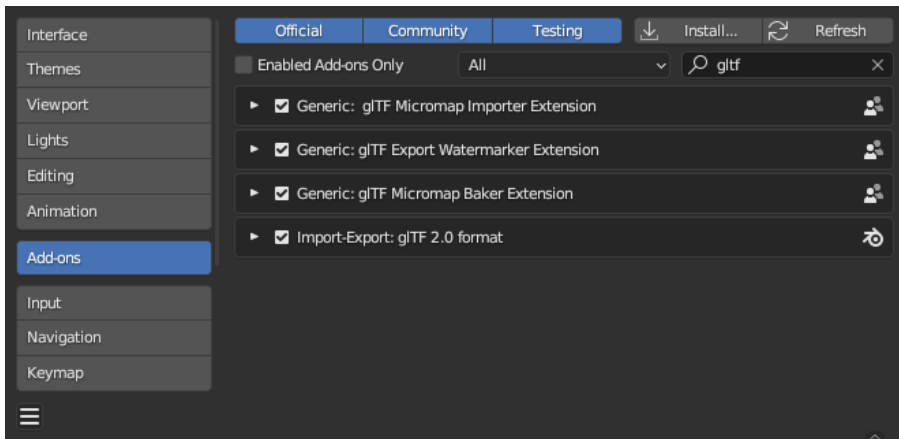 Interface
Themes
Viewport
Lights
Editing
Animation
Add-ons
Input
Navigation
Keymap
Official Community Testing Install... Refresh
Enabled Add-ons Only All gltf
Generic: glTF Micromap Importer Extension
Generic: glTF Export Watermarker Extension
Generic: glTF Micromap Baker Extension
Import-Export: glTF 2.0 format